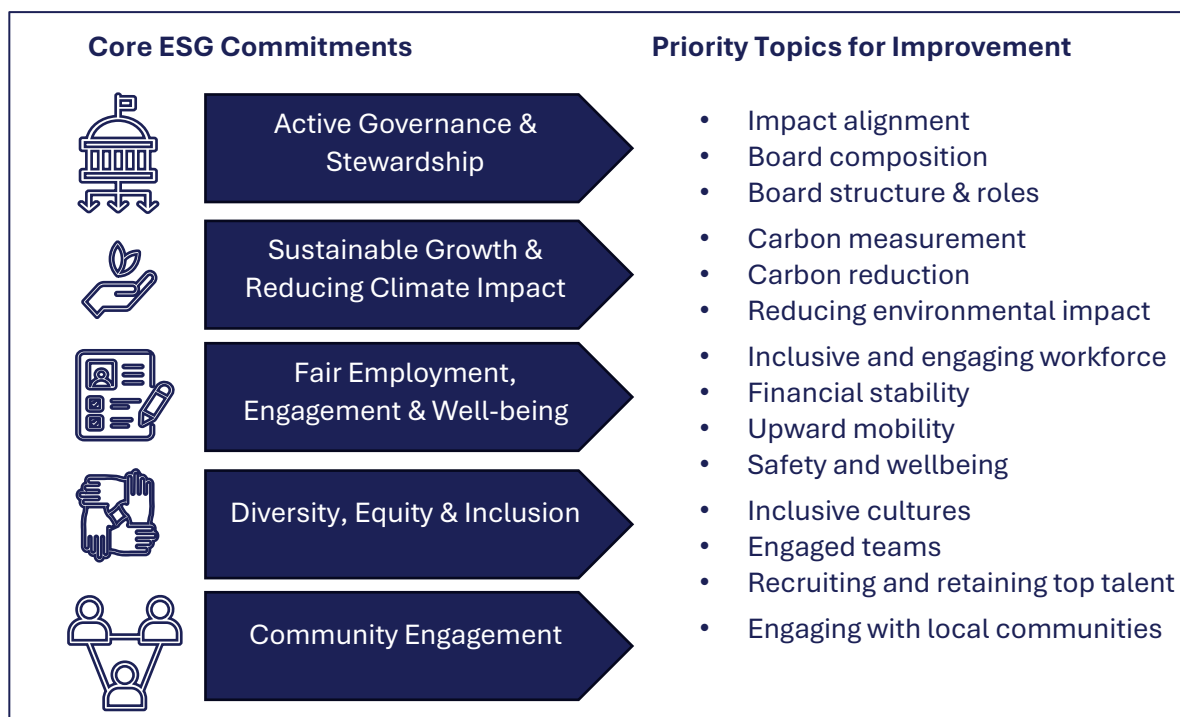 Core ESG Commitments
Priority Topics for Improvement
Active Governance &
Stewardship
• Impact alignment
• Board composition
• Board structure & roles
Sustainable Growth &
Reducing Climate Impact
• Carbon measurement
• Carbon reduction
• Reducing environmental impact
Fair Employment,
Engagement & Well-being
• Inclusive and engaging workforce
• Financial stability
• Upward mobility
• Safety and wellbeing
Diversity, Equity & Inclusion
• Inclusive cultures
• Engaged teams
• Recruiting and retaining top talent
Community Engagement
• Engaging with local communities